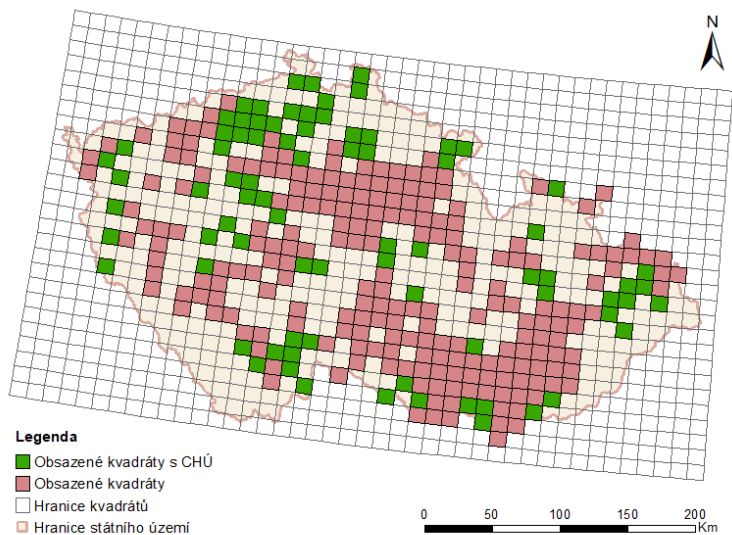 N
Legenda
Obsazené kvadráty s CHÚ
Obsazené kvadráty
Hranice kvadrátů
Hranice státního území
0 50 100 150 200
Km